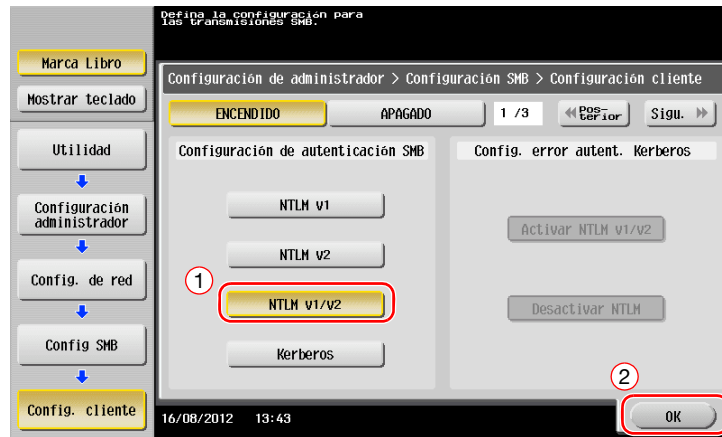 Defina la configuración para
las transmisiones SMB.
Marca Libro
Mostrar teclado
Utilidad
Configuración
administrador
Config. de red
Config SMB
Config. cliente
Configuración de administrador > Configuración SMB > Configuración cliente
ENCENDIDO
APAGADO
1 /3
Pos-
terior
Sigu.
Configuración de autenticación SMB
Config. error autent. Kerberos
NTLM v1
NTLM v2
1
NTLM v1/v2
Kerberos
Activar NTLM v1/v2
Desactivar NTLM
2
OK
16/08/2012 13:43